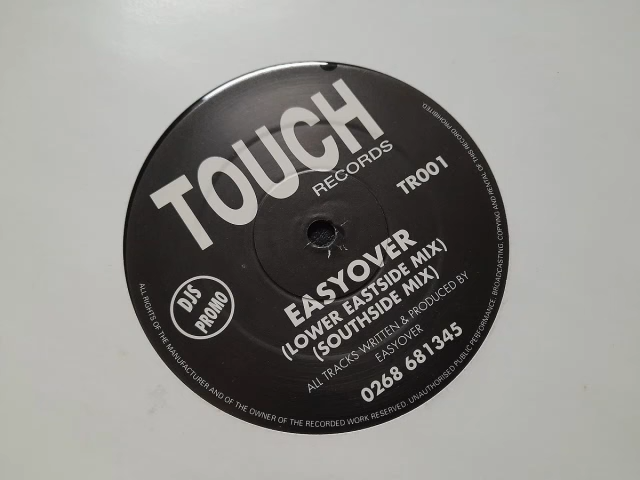 TOUCH
RECORDS
TR001
EASYOVER
(LOWER EASTSIDE MIX)
(SOUTHSIDE MIX)
ALL TRACKS WRITTEN & PRODUCED BY
EASYOVER
0268 681345
DJS
PROMO
ALL RIGHTS OF THE MANUFACTURER AND OF THE OWNER OF THE RECORDED WORK RESERVED. UNAUTHORISED PUBLIC PERFORMANCE, BROADCASTING, COPYING AND RENTAL OF THIS RECORD PROHIBITED.